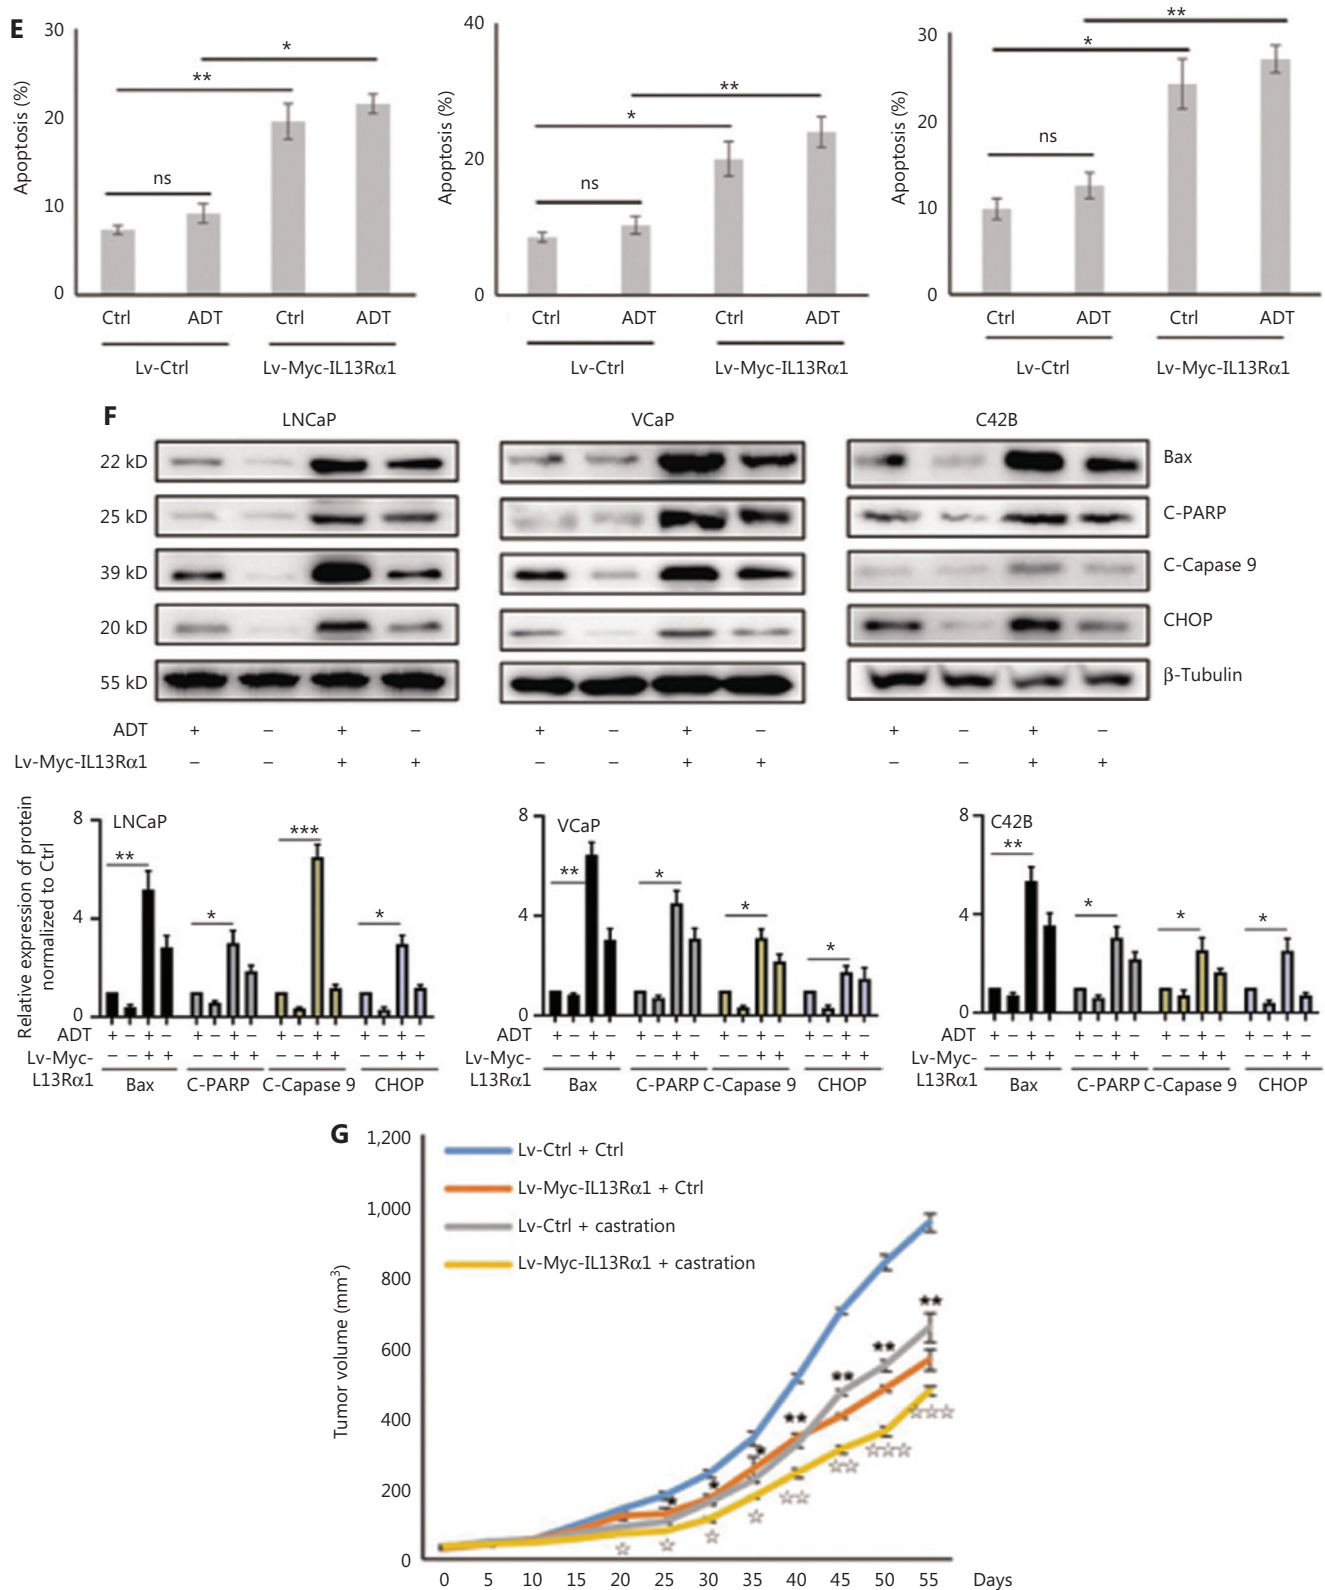 E
Apoptosis (%)
30
20
10
0
ns
**
*
Ctrl ADT Ctrl ADT
Lv-Ctrl Lv-Myc-IL13Rα1
Apoptosis (%)
40
20
0
ns
*
**
Ctrl ADT Ctrl ADT
Lv-Ctrl Lv-Myc-IL13Rα1
Apoptosis (%)
30
20
10
0
ns
*
**
Ctrl ADT Ctrl ADT
Lv-Ctrl Lv-Myc-IL13Rα1
F
LNCaP VCaP C42B
22 kD Bax
25 kD C-PARP
39 kD C-Capase 9
20 kD CHOP
55 kD β-Tubulin
ADT + – + – + – + – + – + –
Lv-Myc-IL13Rα1 – – + + – – + + – – + +
Relative expression of protein
normalized to Ctrl
8
4
0
LNCaP
** * *** *
ADT + – + – + – + – + – + – + – + –
Lv-Myc-
L13Rα1
– – + + – – + + – – + + – – + +
Bax C-PARP C-Capase 9 CHOP
8
4
0
VCaP
** * * *
ADT + – + – + – + – + – + – + – + –
Lv-Myc-
L13Rα1
– – + + – – + + – – + + – – + +
Bax C-PARP C-Capase 9 CHOP
8
4
0
C42B
** * * *
ADT + – + – + – + – + – + – + – + –
Lv-Myc-
L13Rα1
– – + + – – + + – – + + – – + +
Bax C-PARP C-Capase 9 CHOP
G
Tumor volume (mm³)
1,200
1,000
800
600
400
200
0
Lv-Ctrl + Ctrl
Lv-Myc-IL13Rα1 + Ctrl
Lv-Ctrl + castration
Lv-Myc-IL13Rα1 + castration
★ ★ ★ ★★ ★★ ★★ ★★
☆ ☆ ☆ ☆ ☆☆ ☆☆ ☆☆☆ ☆☆☆
0 5 10 15 20 25 30 35 40 45 50 55 Days